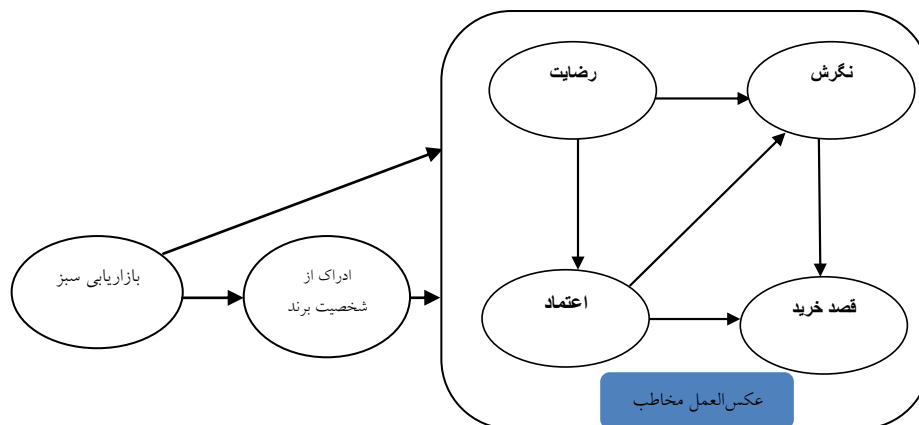 رضایت
نگرش
بازاریابی سبز
ادراک از
شخصیت برند
اعتماد
قصد خرید
عکس‌العمل مخاطب